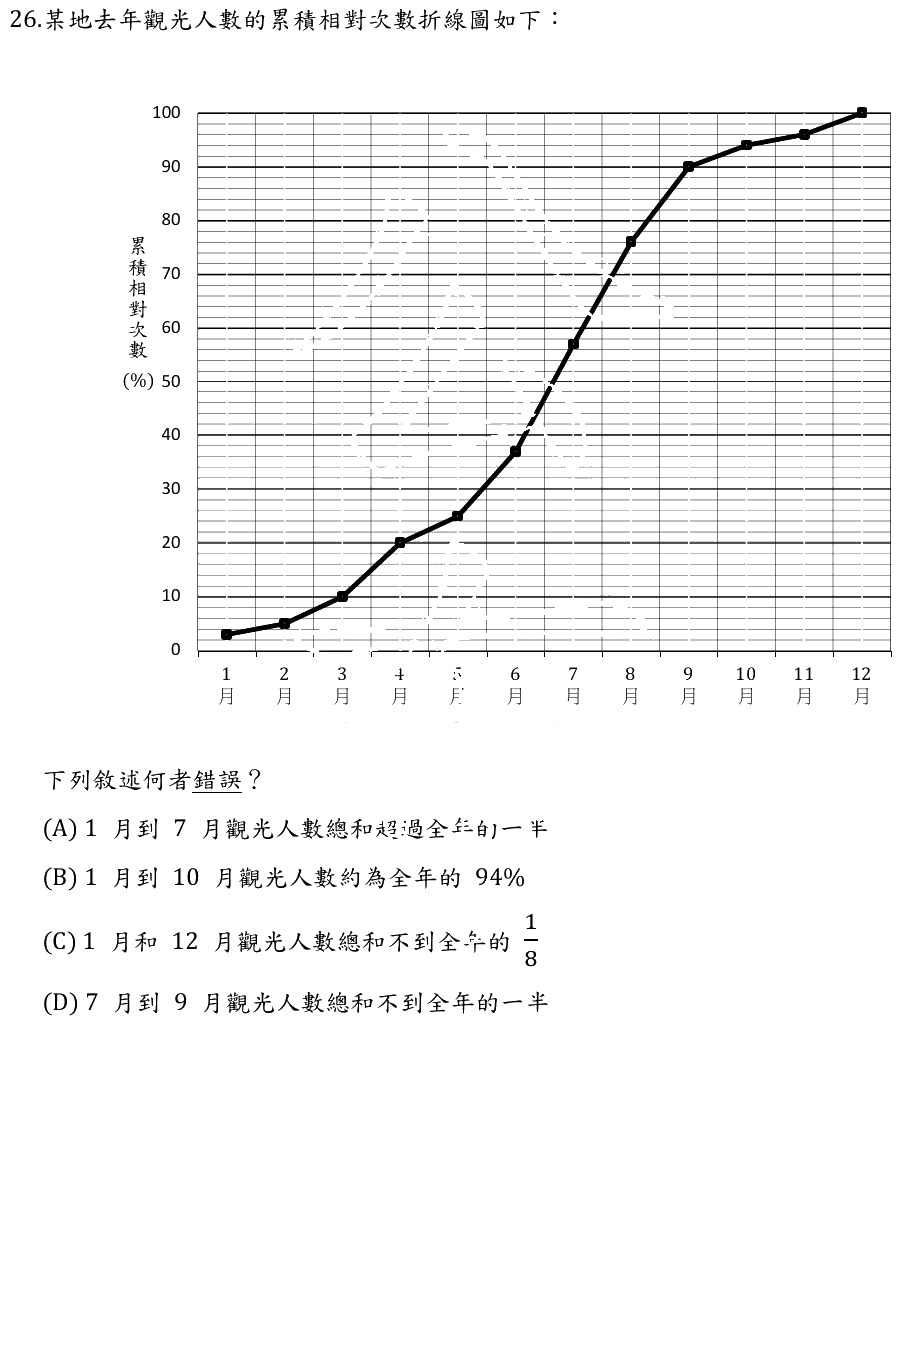 26.某地去年觀光人數的累積相對次數折線圖如下：
100
90
80
70
60
50
40
30
20
10
0
累積相對次數
(%)
1月 2月 3月 4月 5月 6月 7月 8月 9月 10月 11月 12月
下列敘述何者錯誤？
(A) 1 月到 7 月觀光人數總和超過全年的一半
(B) 1 月到 10 月觀光人數約為全年的 94%
(C) 1 月和 12 月觀光人數總和不到全年的 1/8
(D) 7 月到 9 月觀光人數總和不到全年的一半